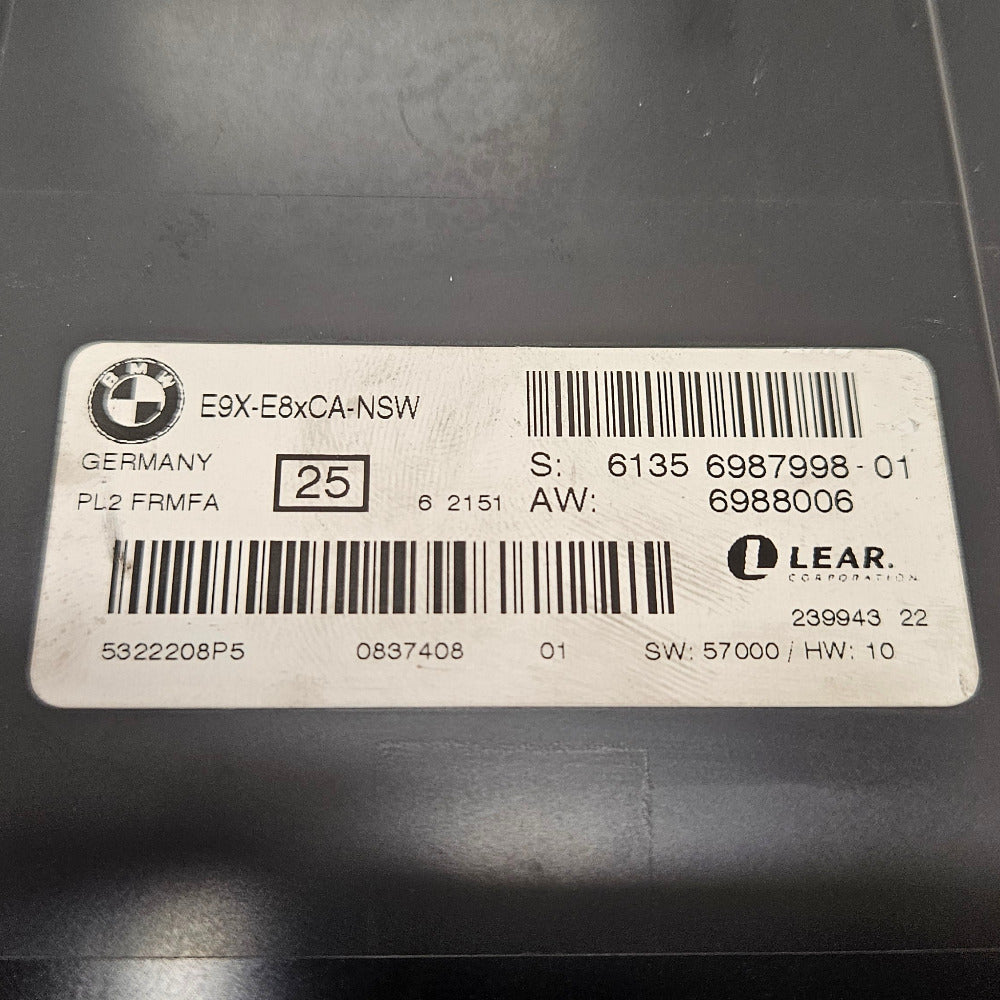 BMW
E9X-E8xCA-NSW
GERMANY
25
S: 6135 6987998-01
PL2 FRMFA
6 2151
AW: 6988006
LEAR.
CORPORATION
239943 22
5322208P5 0837408 01 SW: 57000 / HW: 10